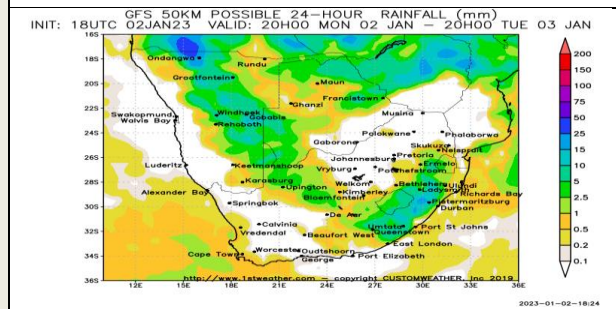 GFS 50KM POSSIBLE 24-HOUR RAINFALL (mm)
INIT: 18UTC 02JAN23 VALID: 20H00 MON 02 JAN - 20H00 TUE 03 JAN
16S
18S
20S
22S
24S
26S
28S
30S
32S
34S
36S
Ondangwa
Rundu
Grootfontein
Maun
Ghanzi
Francistown
Swakopmund
Walvis Bay
Windhoek
Gobabis
Rehoboth
Musina
Polokwane
Phalaborwa
Gaborone
Skukuza
Nelspruit
Johannesburg
Pretoria
Luderitz
Keetmanshoop
Vryburg
Potchefstroom
Ermelo
Karasburg
Upington
Welkom
Kimberley
Bethlehem
Ulundi
Ladysmith
Richards Bay
Alexander Bay
Springbok
Bloemfontein
Pietermaritzburg
Durban
De Aar
Calvinia
Vredendal
Beaufort West
Umtata
Queenstown
Port St Johns
East London
Cape Town
Worcester
Oudtshoorn
George
Port Elizabeth
http://www.1stweather.com - copyright CUSTOMWEATHER, Inc 2019
12E
15E
18E
21E
24E
27E
30E
33E
36E
200
150
100
75
50
25
15
10
5
2.5
1
0.5
0.2
0.1
2023-01-02-18:24